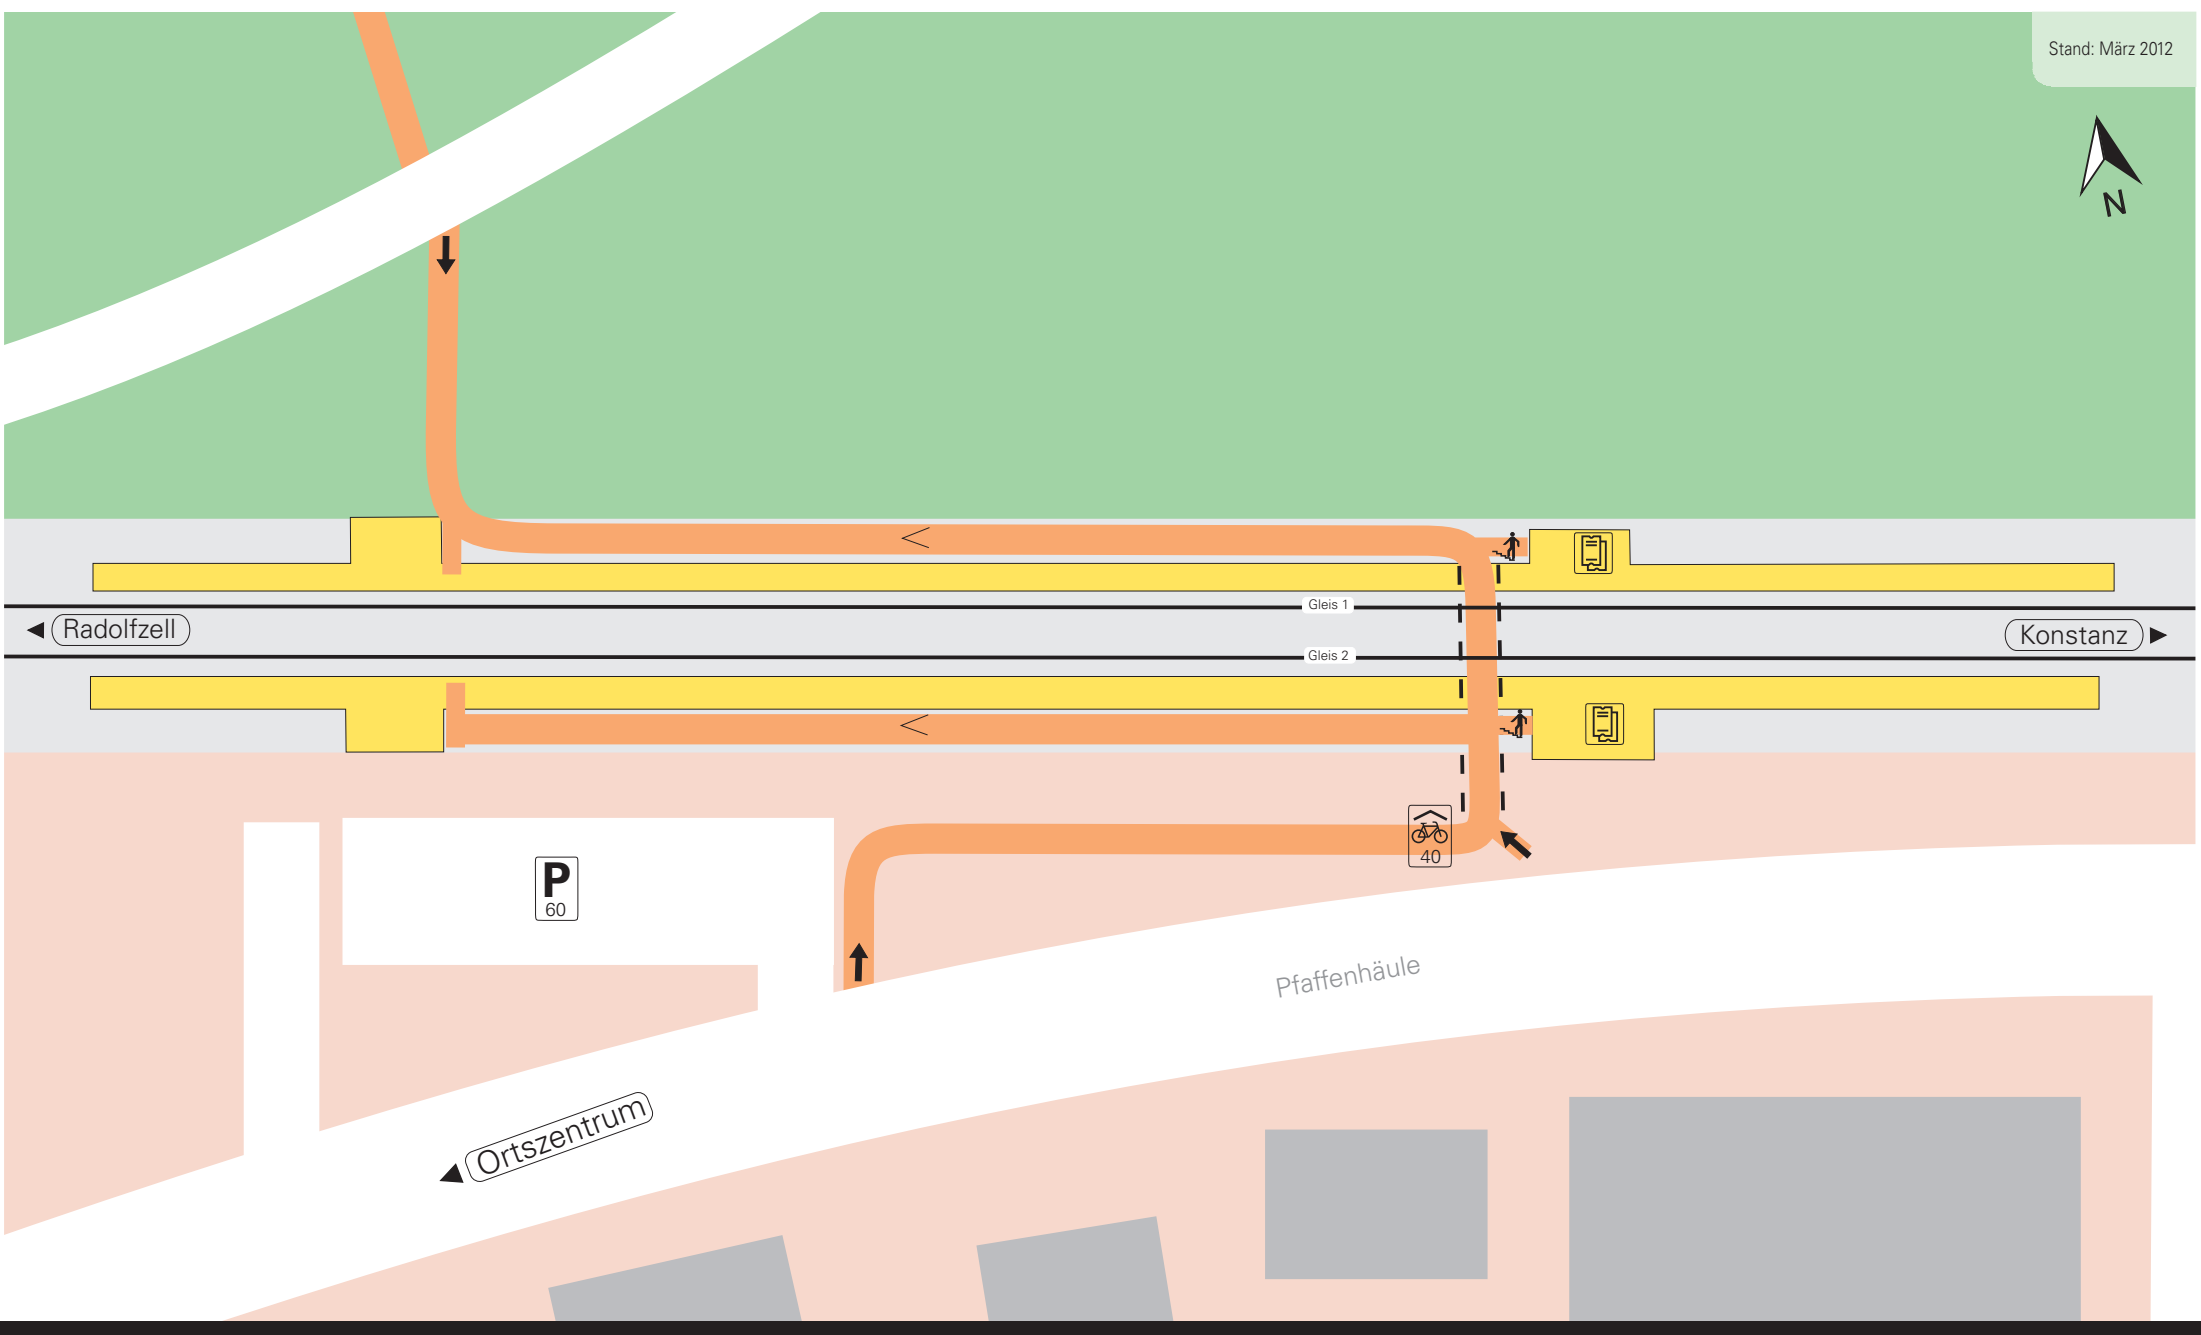 Stand: März 2012
N
Gleis 1
Radolfzell
Konstanz
Gleis 2
40
P
60
Pfaffenhäule
Ortszentrum